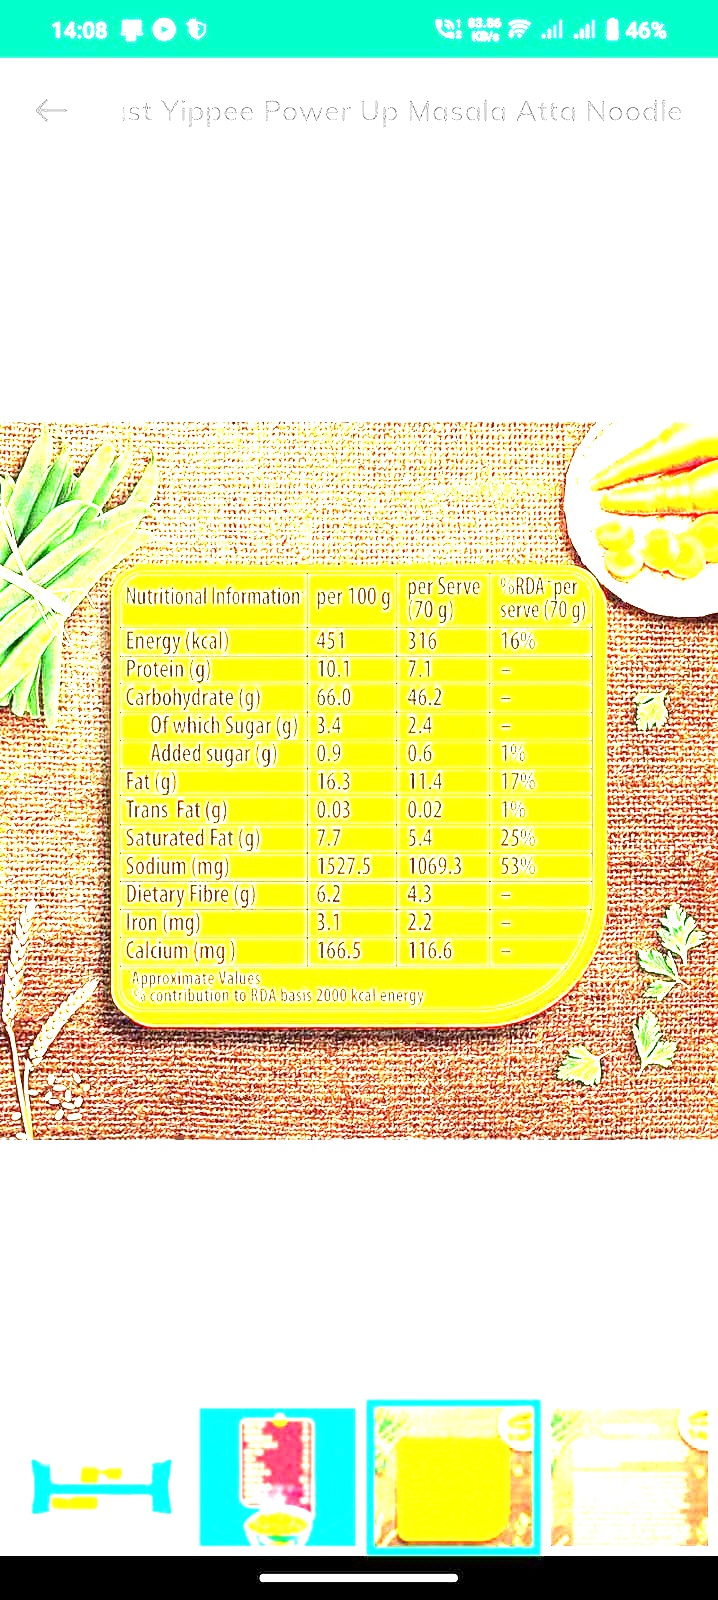 14:08 63.86 KB/s 46%
ist Yippee Power Up Masala Atta Noodle
Nutritional Information per 100 g per Serve (70 g) %RDA* per serve (70 g)
Energy (kcal) 451 316 16%
Protein (g) 10.1 7.1 –
Carbohydrate (g) 66.0 46.2 –
Of which Sugar (g) 3.4 2.4 –
Added sugar (g) 0.9 0.6 1%
Fat (g) 16.3 11.4 17%
Trans Fat (g) 0.03 0.02 1%
Saturated Fat (g) 7.7 5.4 25%
Sodium (mg) 1527.5 1069.3 53%
Dietary Fibre (g) 6.2 4.3 –
Iron (mg) 3.1 2.2 –
Calcium (mg ) 166.5 116.6 –
*Approximate Values
% contribution to RDA basis 2000 kcal energy